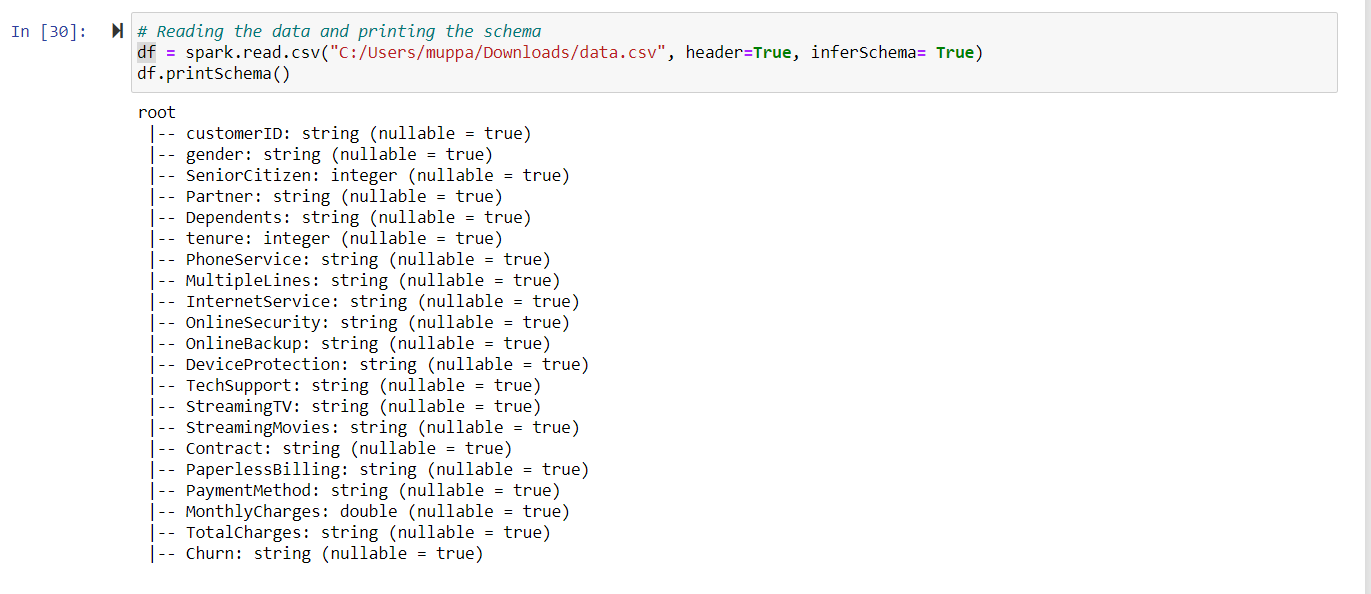 In [30]:
# Reading the data and printing the schema
df = spark.read.csv("C:/Users/muppa/Downloads/data.csv", header=True, inferSchema= True)
df.printSchema()
root
 |-- customerID: string (nullable = true)
 |-- gender: string (nullable = true)
 |-- SeniorCitizen: integer (nullable = true)
 |-- Partner: string (nullable = true)
 |-- Dependents: string (nullable = true)
 |-- tenure: integer (nullable = true)
 |-- PhoneService: string (nullable = true)
 |-- MultipleLines: string (nullable = true)
 |-- InternetService: string (nullable = true)
 |-- OnlineSecurity: string (nullable = true)
 |-- OnlineBackup: string (nullable = true)
 |-- DeviceProtection: string (nullable = true)
 |-- TechSupport: string (nullable = true)
 |-- StreamingTV: string (nullable = true)
 |-- StreamingMovies: string (nullable = true)
 |-- Contract: string (nullable = true)
 |-- PaperlessBilling: string (nullable = true)
 |-- PaymentMethod: string (nullable = true)
 |-- MonthlyCharges: double (nullable = true)
 |-- TotalCharges: string (nullable = true)
 |-- Churn: string (nullable = true)